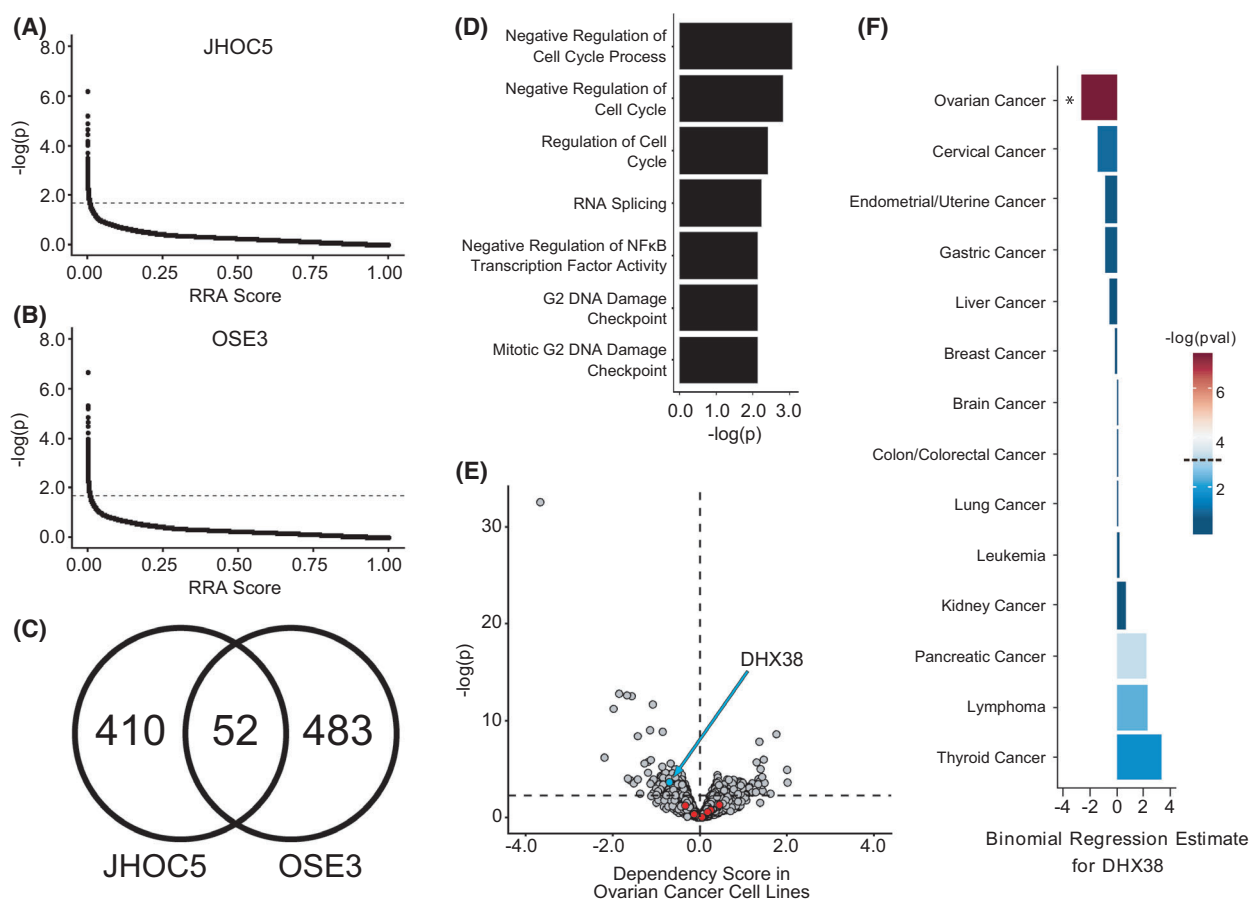 (A)
JHOC5
8.0
6.0
4.0
2.0
0.0
-log(p)
0.00 0.25 0.50 0.75 1.00
RRA Score
(B)
OSE3
8.0
6.0
4.0
2.0
0.0
-log(p)
0.00 0.25 0.50 0.75 1.00
RRA Score
(C)
410 52 483
JHOC5 OSE3
(D)
Negative Regulation of
Cell Cycle Process
Negative Regulation of
Cell Cycle
Regulation of Cell
Cycle
RNA Splicing
Negative Regulation of NFκB
Transcription Factor Activity
G2 DNA Damage
Checkpoint
Mitotic G2 DNA Damage
Checkpoint
0.0 1.0 2.0 3.0
-log(p)
(E)
30
20
10
0
-log(p)
DHX38
-4.0 -2.0 0.0 2.0 4.0
Dependency Score in
Ovarian Cancer Cell Lines
(F)
Ovarian Cancer *
Cervical Cancer
Endometrial/Uterine Cancer
Gastric Cancer
Liver Cancer
Breast Cancer
Brain Cancer
Colon/Colorectal Cancer
Lung Cancer
Leukemia
Kidney Cancer
Pancreatic Cancer
Lymphoma
Thyroid Cancer
-4 -2 0 2 4
Binomial Regression Estimate
for DHX38
-log(pval)
6
4
2